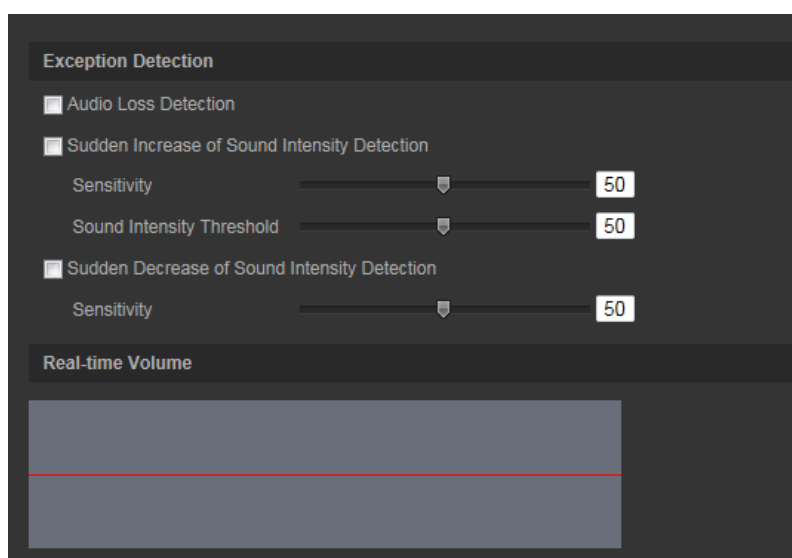 Exception Detection
Audio Loss Detection
Sudden Increase of Sound Intensity Detection
Sensitivity 50
Sound Intensity Threshold 50
Sudden Decrease of Sound Intensity Detection
Sensitivity 50
Real-time Volume